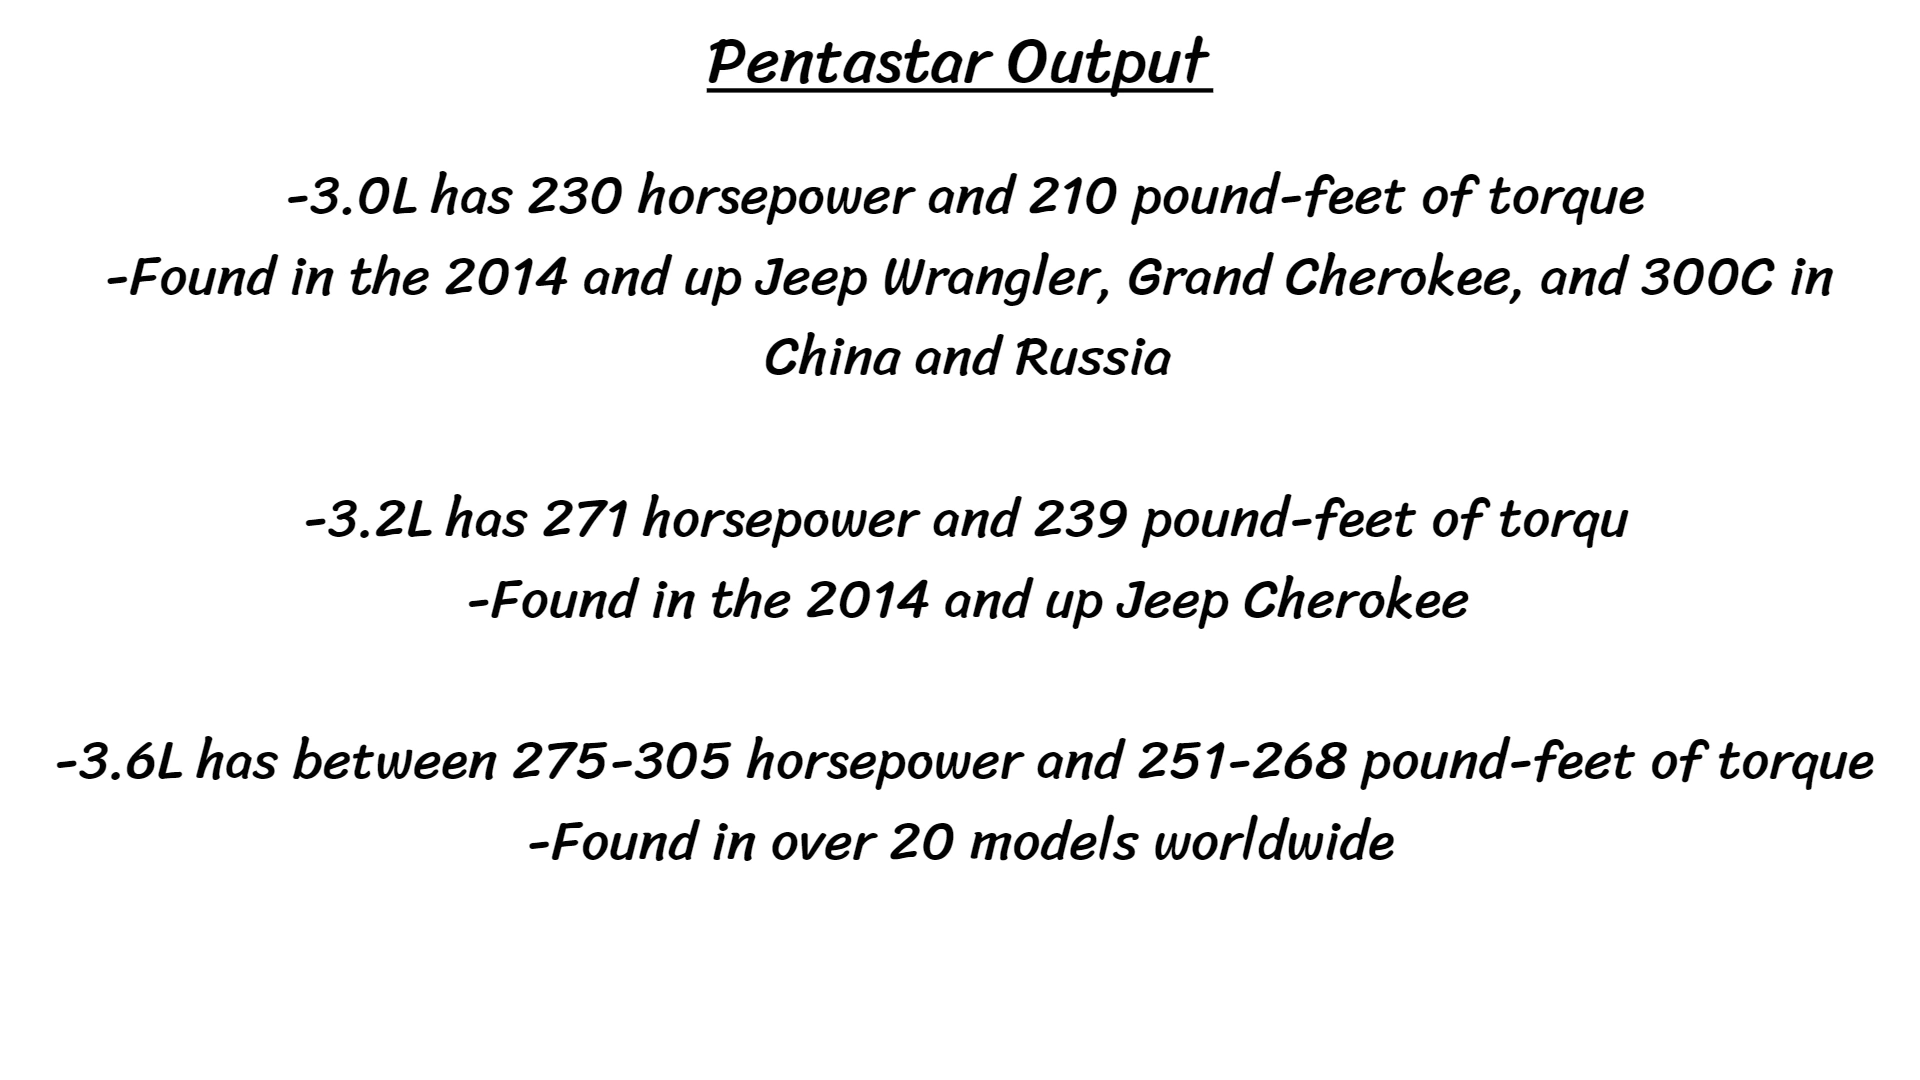 Pentastar Output
-3.0L has 230 horsepower and 210 pound-feet of torque
-Found in the 2014 and up Jeep Wrangler, Grand Cherokee, and 300C in
China and Russia
-3.2L has 271 horsepower and 239 pound-feet of torqu
-Found in the 2014 and up Jeep Cherokee
-3.6L has between 275-305 horsepower and 251-268 pound-feet of torque
-Found in over 20 models worldwide